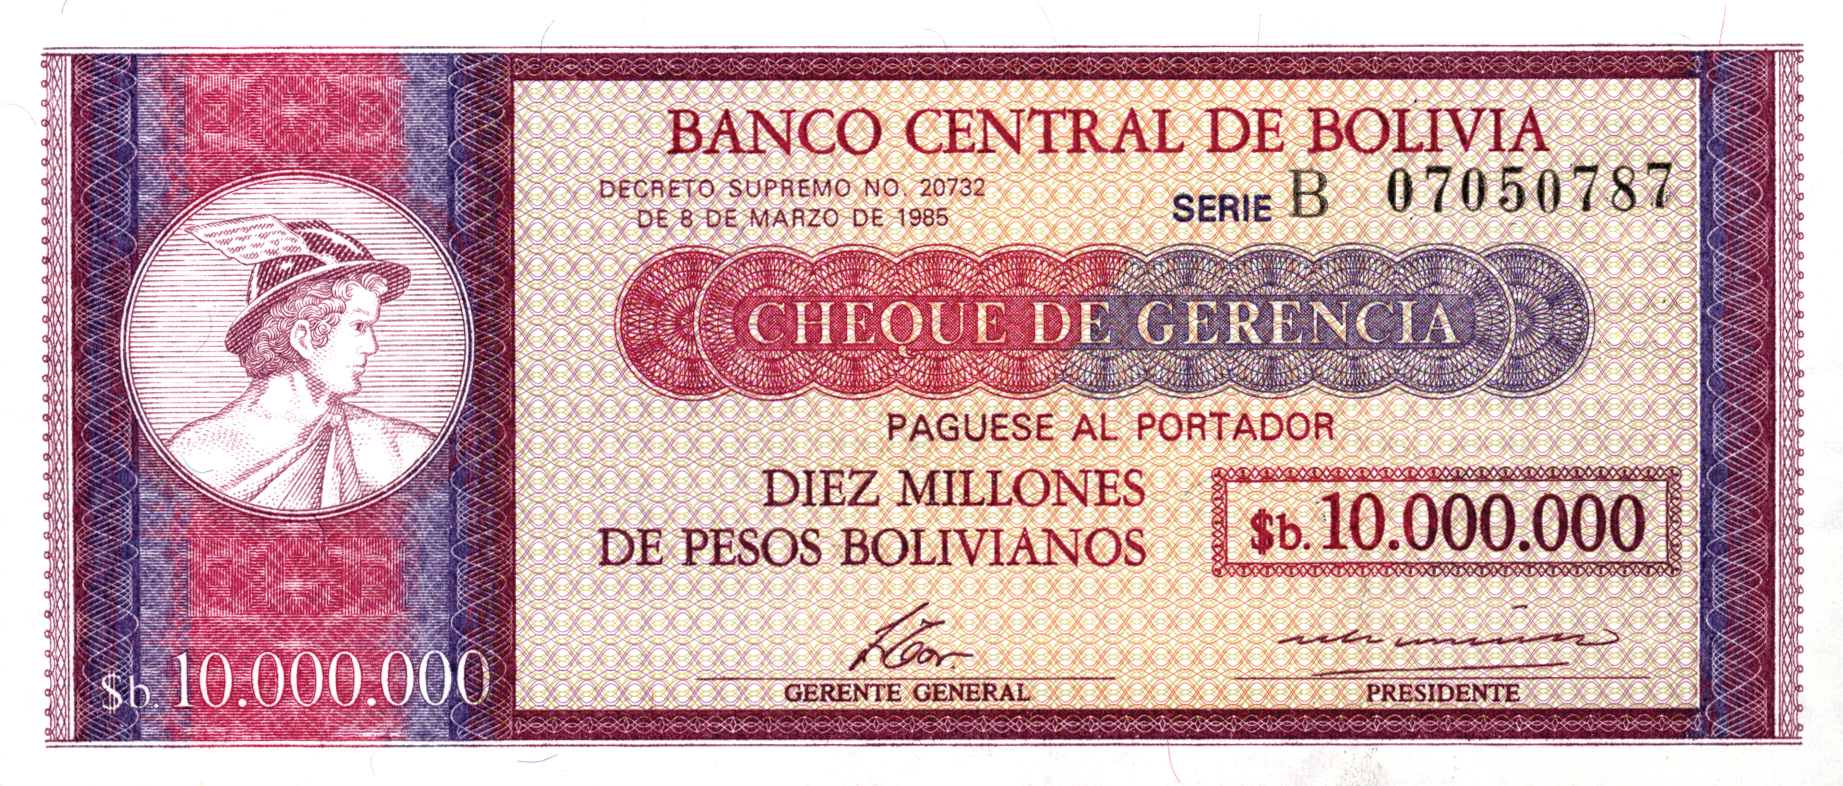 BANCO CENTRAL DE BOLIVIA
DECRETO SUPREMO NO. 20732
DE 8 DE MARZO DE 1985
SERIE B 07050787
CHEQUE DE GERENCIA
PAGUESE AL PORTADOR
DIEZ MILLONES
DE PESOS BOLIVIANOS
$b. 10.000.000
$b. 10.000.000
GERENTE GENERAL
PRESIDENTE